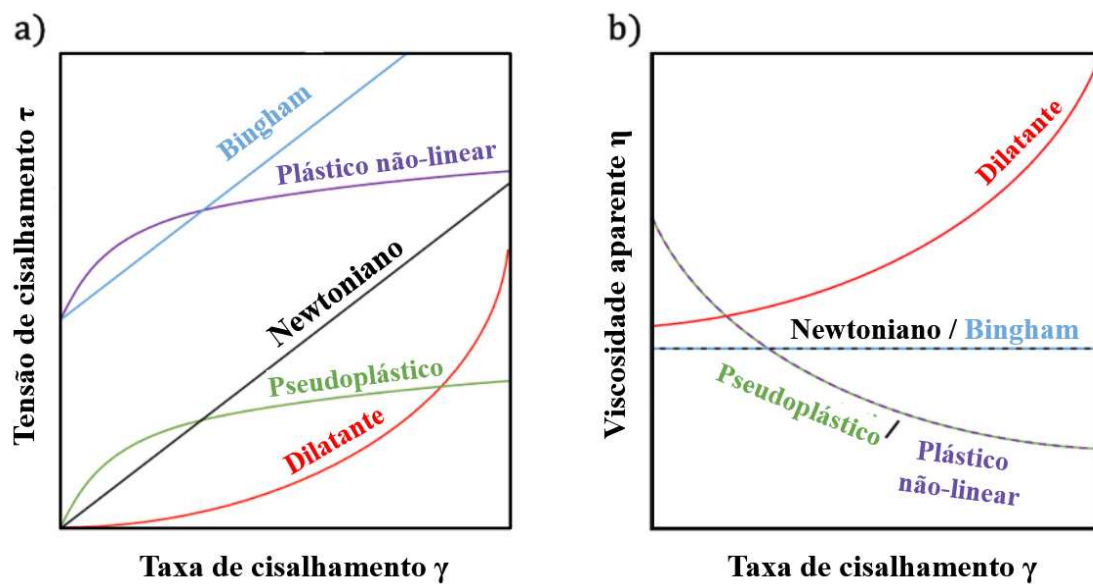 a)
Tensão de cisalhamento τ
Bingham
Plástico não-linear
Newtoniano
Pseudoplástico
Dilatante
Taxa de cisalhamento γ
b)
Viscosidade aparente η
Dilatante
Newtoniano / Bingham
Pseudoplástico /
Plástico
não-linear
Taxa de cisalhamento γ